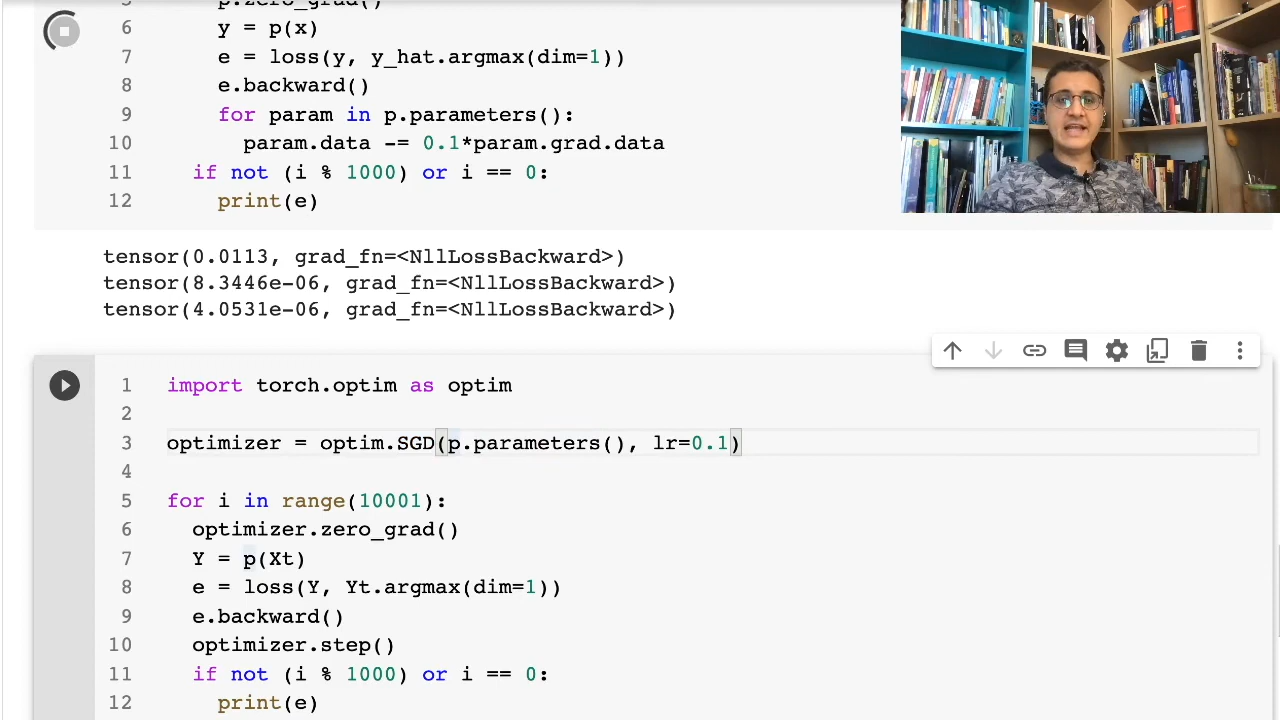 5 p.zero_grad()
6 y = p(x)
7 e = loss(y, y_hat.argmax(dim=1))
8 e.backward()
9 for param in p.parameters():
10 param.data -= 0.1*param.grad.data
11 if not (i % 1000) or i == 0:
12 print(e)
tensor(0.0113, grad_fn=<NllLossBackward>)
tensor(8.3446e-06, grad_fn=<NllLossBackward>)
tensor(4.0531e-06, grad_fn=<NllLossBackward>)
1 import torch.optim as optim
2
3 optimizer = optim.SGD(p.parameters(), lr=0.1)
4
5 for i in range(10001):
6 optimizer.zero_grad()
7 Y = p(Xt)
8 e = loss(Y, Yt.argmax(dim=1))
9 e.backward()
10 optimizer.step()
11 if not (i % 1000) or i == 0:
12 print(e)